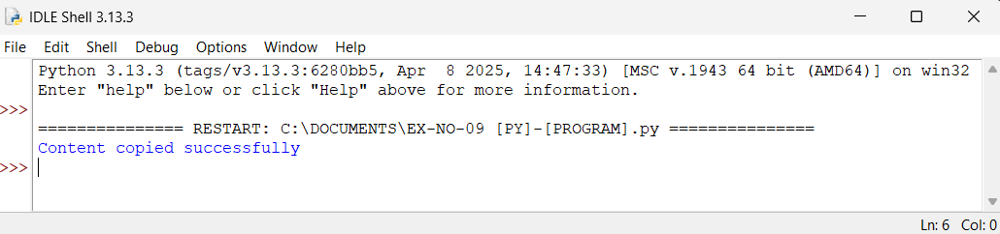 IDLE Shell 3.13.3
File Edit Shell Debug Options Window Help
Python 3.13.3 (tags/v3.13.3:6280bb5, Apr  8 2025, 14:47:33) [MSC v.1943 64 bit (AMD64)] on win32
Enter "help" below or click "Help" above for more information.
>>>
=============== RESTART: C:\DOCUMENTS\EX-NO-09 [PY]-[PROGRAM].py ===============
Content copied successfully
>>>
Ln: 6 Col: 0